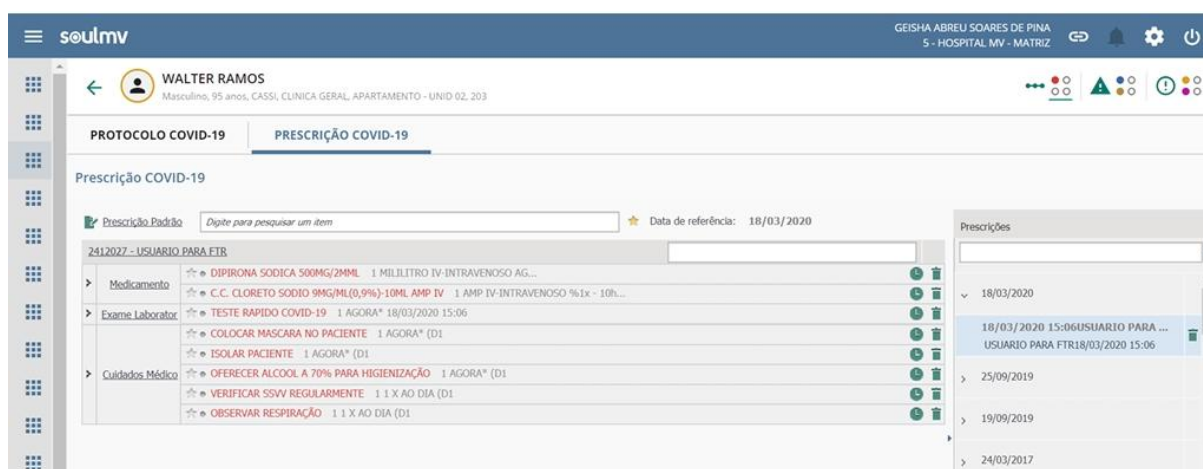 soulmv
GEISHA ABREU SOARES DE PINA
5 - HOSPITAL MV - MATRIZ
WALTER RAMOS
Masculino, 95 anos, CASSI, CLINICA GERAL, APARTAMENTO - UNID 02, 203
PROTOCOLO COVID-19
PRESCRIÇÃO COVID-19
Prescrição COVID-19
Prescrição Padrão
Digite para pesquisar um item
Data de referência: 18/03/2020
2412027 - USUARIO PARA FTR
Medicamento
DIPIRONA SODICA 500MG/2MML 1 MILILITRO IV-INTRAVENOSO AG...
C.C. CLORETO SODIO 9MG/ML(0,9%)-10ML AMP IV 1 AMP IV-INTRAVENOSO %1x - 10h...
Exame Laborator
TESTE RAPIDO COVID-19 1 AGORA* 18/03/2020 15:06
Cuidados Médico
COLOCAR MASCARA NO PACIENTE 1 AGORA* (D1
ISOLAR PACIENTE 1 AGORA* (D1
OFERECER ALCOOL A 70% PARA HIGIENIZAÇÃO 1 AGORA* (D1
VERIFICAR SSVV REGULARMENTE 1 1 X AO DIA (D1
OBSERVAR RESPIRAÇÃO 1 1 X AO DIA (D1
Prescrições
18/03/2020
18/03/2020 15:06USUARIO PARA ...
USUARIO PARA FTR18/03/2020 15:06
25/09/2019
19/09/2019
24/03/2017